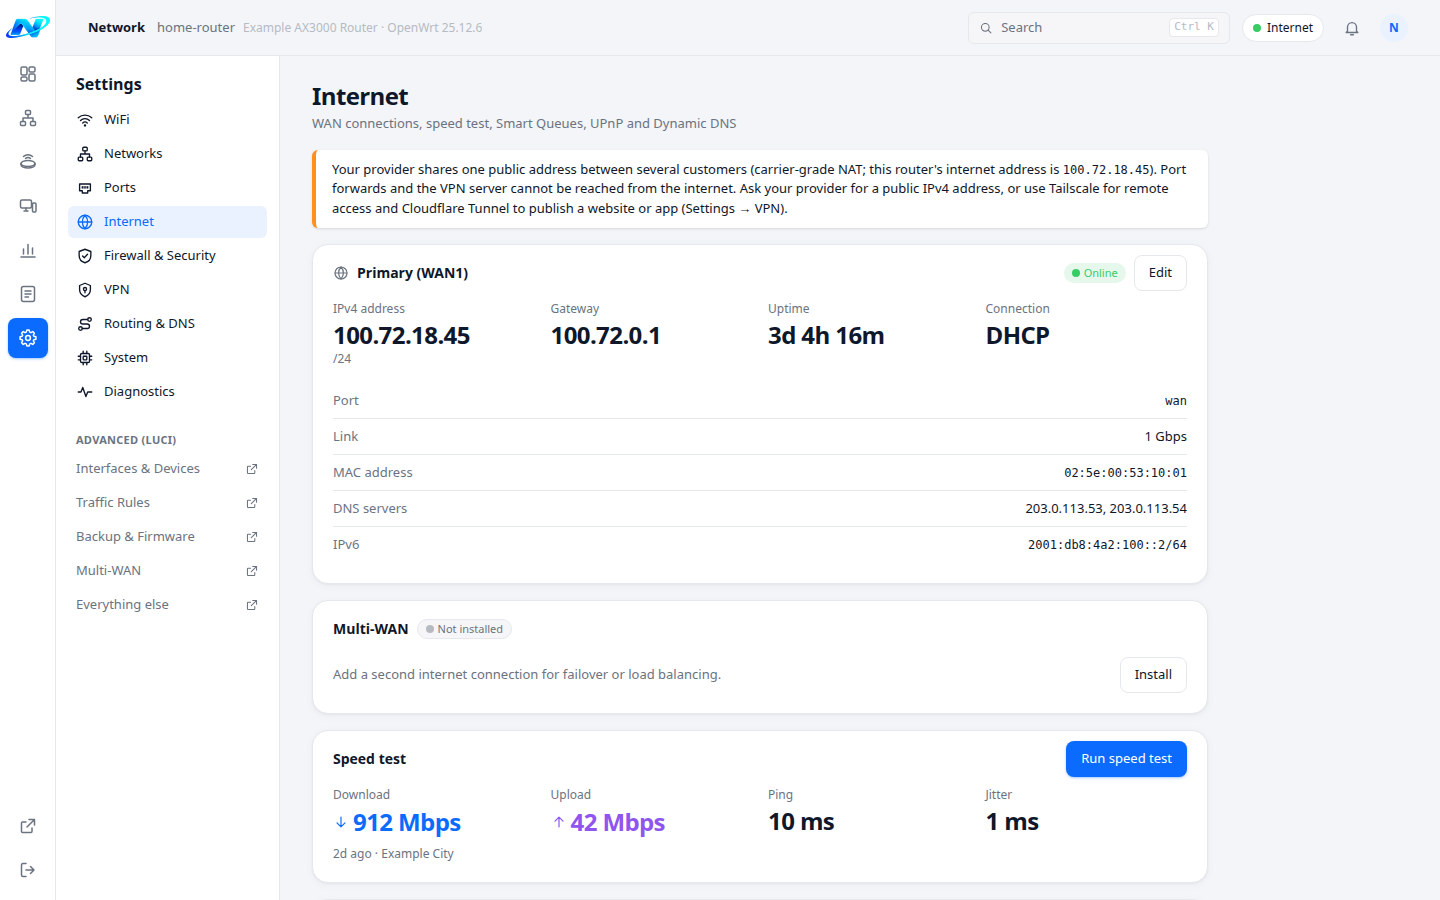 Network home-router Example AX3000 Router · OpenWrt 25.12.6
Search Ctrl K
Internet
N
Settings
WiFi
Networks
Ports
Internet
Firewall & Security
VPN
Routing & DNS
System
Diagnostics
ADVANCED (LUCI)
Interfaces & Devices
Traffic Rules
Backup & Firmware
Multi-WAN
Everything else
Internet
WAN connections, speed test, Smart Queues, UPnP and Dynamic DNS
Your provider shares one public address between several customers (carrier-grade NAT; this router's internet address is 100.72.18.45). Port
forwards and the VPN server cannot be reached from the internet. Ask your provider for a public IPv4 address, or use Tailscale for remote
access and Cloudflare Tunnel to publish a website or app (Settings → VPN).
Primary (WAN1) Online Edit
IPv4 address Gateway Uptime Connection
100.72.18.45 100.72.0.1 3d 4h 16m DHCP
/24
Port wan
Link 1 Gbps
MAC address 02:5e:00:53:10:01
DNS servers 203.0.113.53, 203.0.113.54
IPv6 2001:db8:4a2:100::2/64
Multi-WAN Not installed
Add a second internet connection for failover or load balancing. Install
Speed test Run speed test
Download Upload Ping Jitter
↓ 912 Mbps ↑ 42 Mbps 10 ms 1 ms
2d ago · Example City